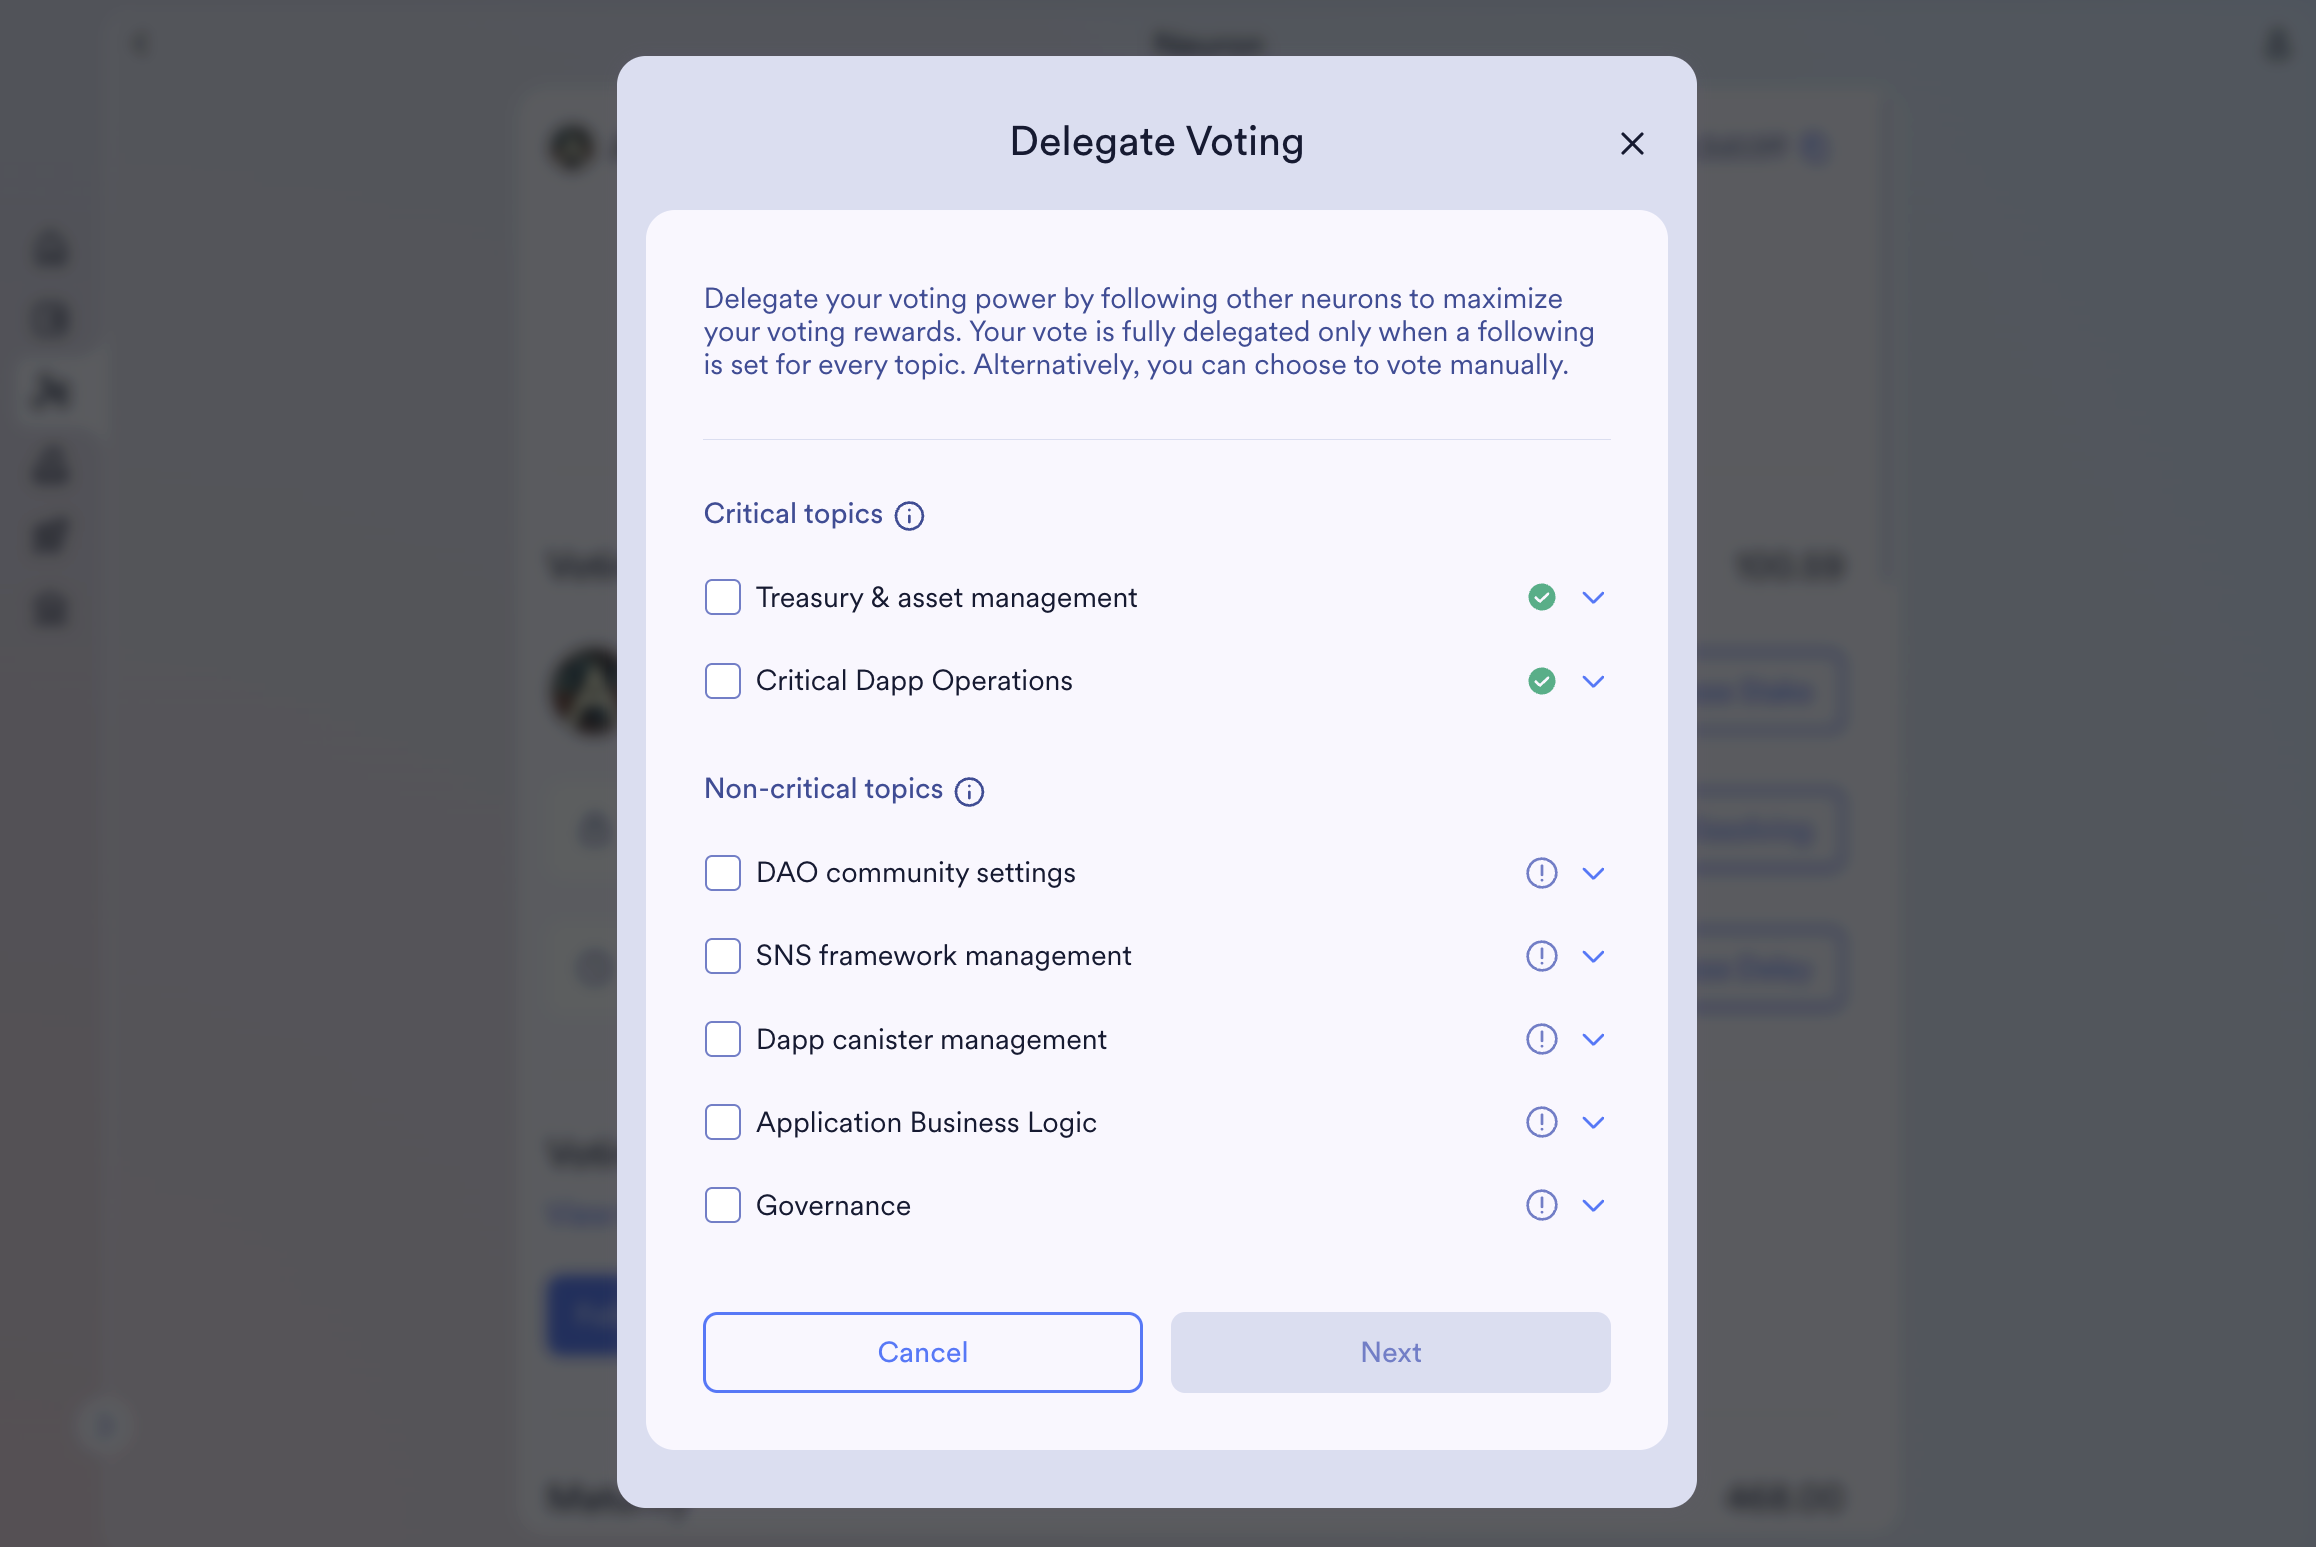 Neuron
Delegate Voting
Delegate your voting power by following other neurons to maximize
your voting rewards. Your vote is fully delegated only when a following
is set for every topic. Alternatively, you can choose to vote manually.
Critical topics
Treasury & asset management
Critical Dapp Operations
Non-critical topics
DAO community settings
SNS framework management
Dapp canister management
Application Business Logic
Governance
Cancel
Next